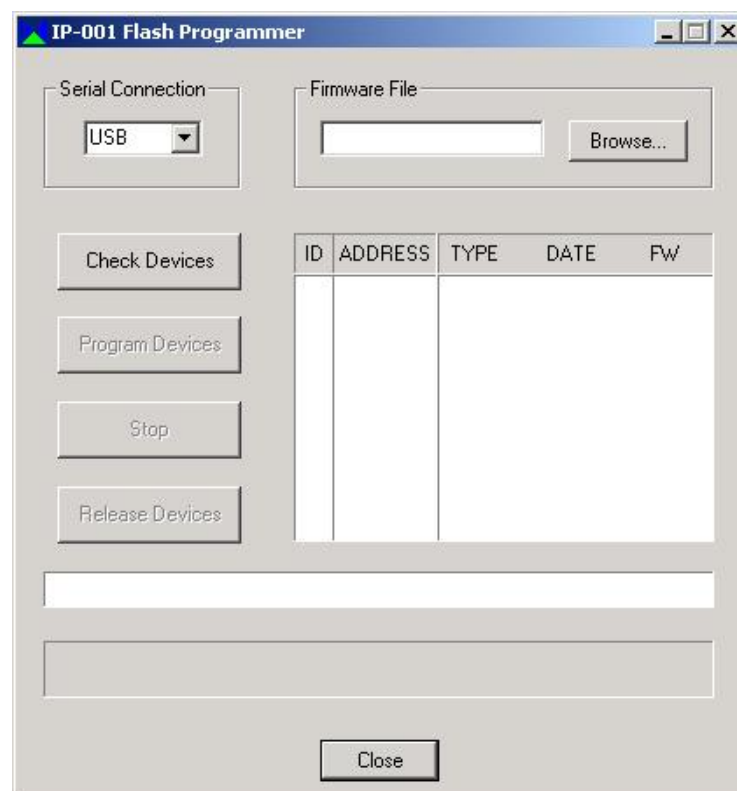 IP-001 Flash Programmer
Serial Connection
Firmware File
USB
Browse...
Check Devices
ID ADDRESS TYPE DATE FW
Program Devices
Stop
Release Devices
Close